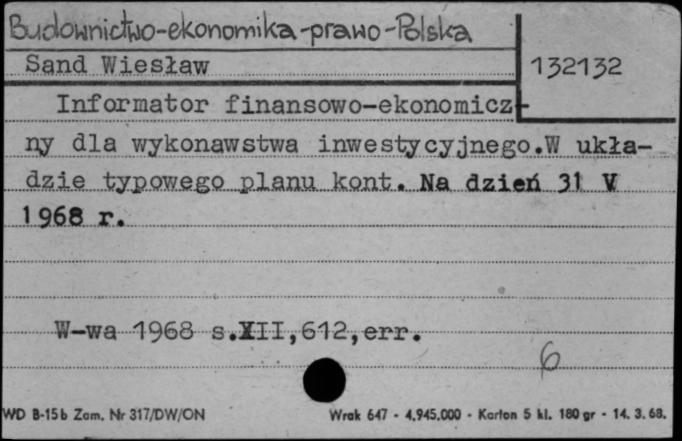 Budownictwo-ekonomika-prawo-Polska
Sand Wiesław
132132
Informator finansowo-ekonomicz-
ny dla wykonawstwa inwestycyjnego.W ukła-
dzie typowego planu kont. Na dzień 31 V
1968 r.
W-wa 1968 s.XII,612,err.
6
WD B-15b Zam. Nr 317/DW/ON
Wrak 647 - 4.945.000 - Karton 5 kl. 180 gr - 14. 3. 68.